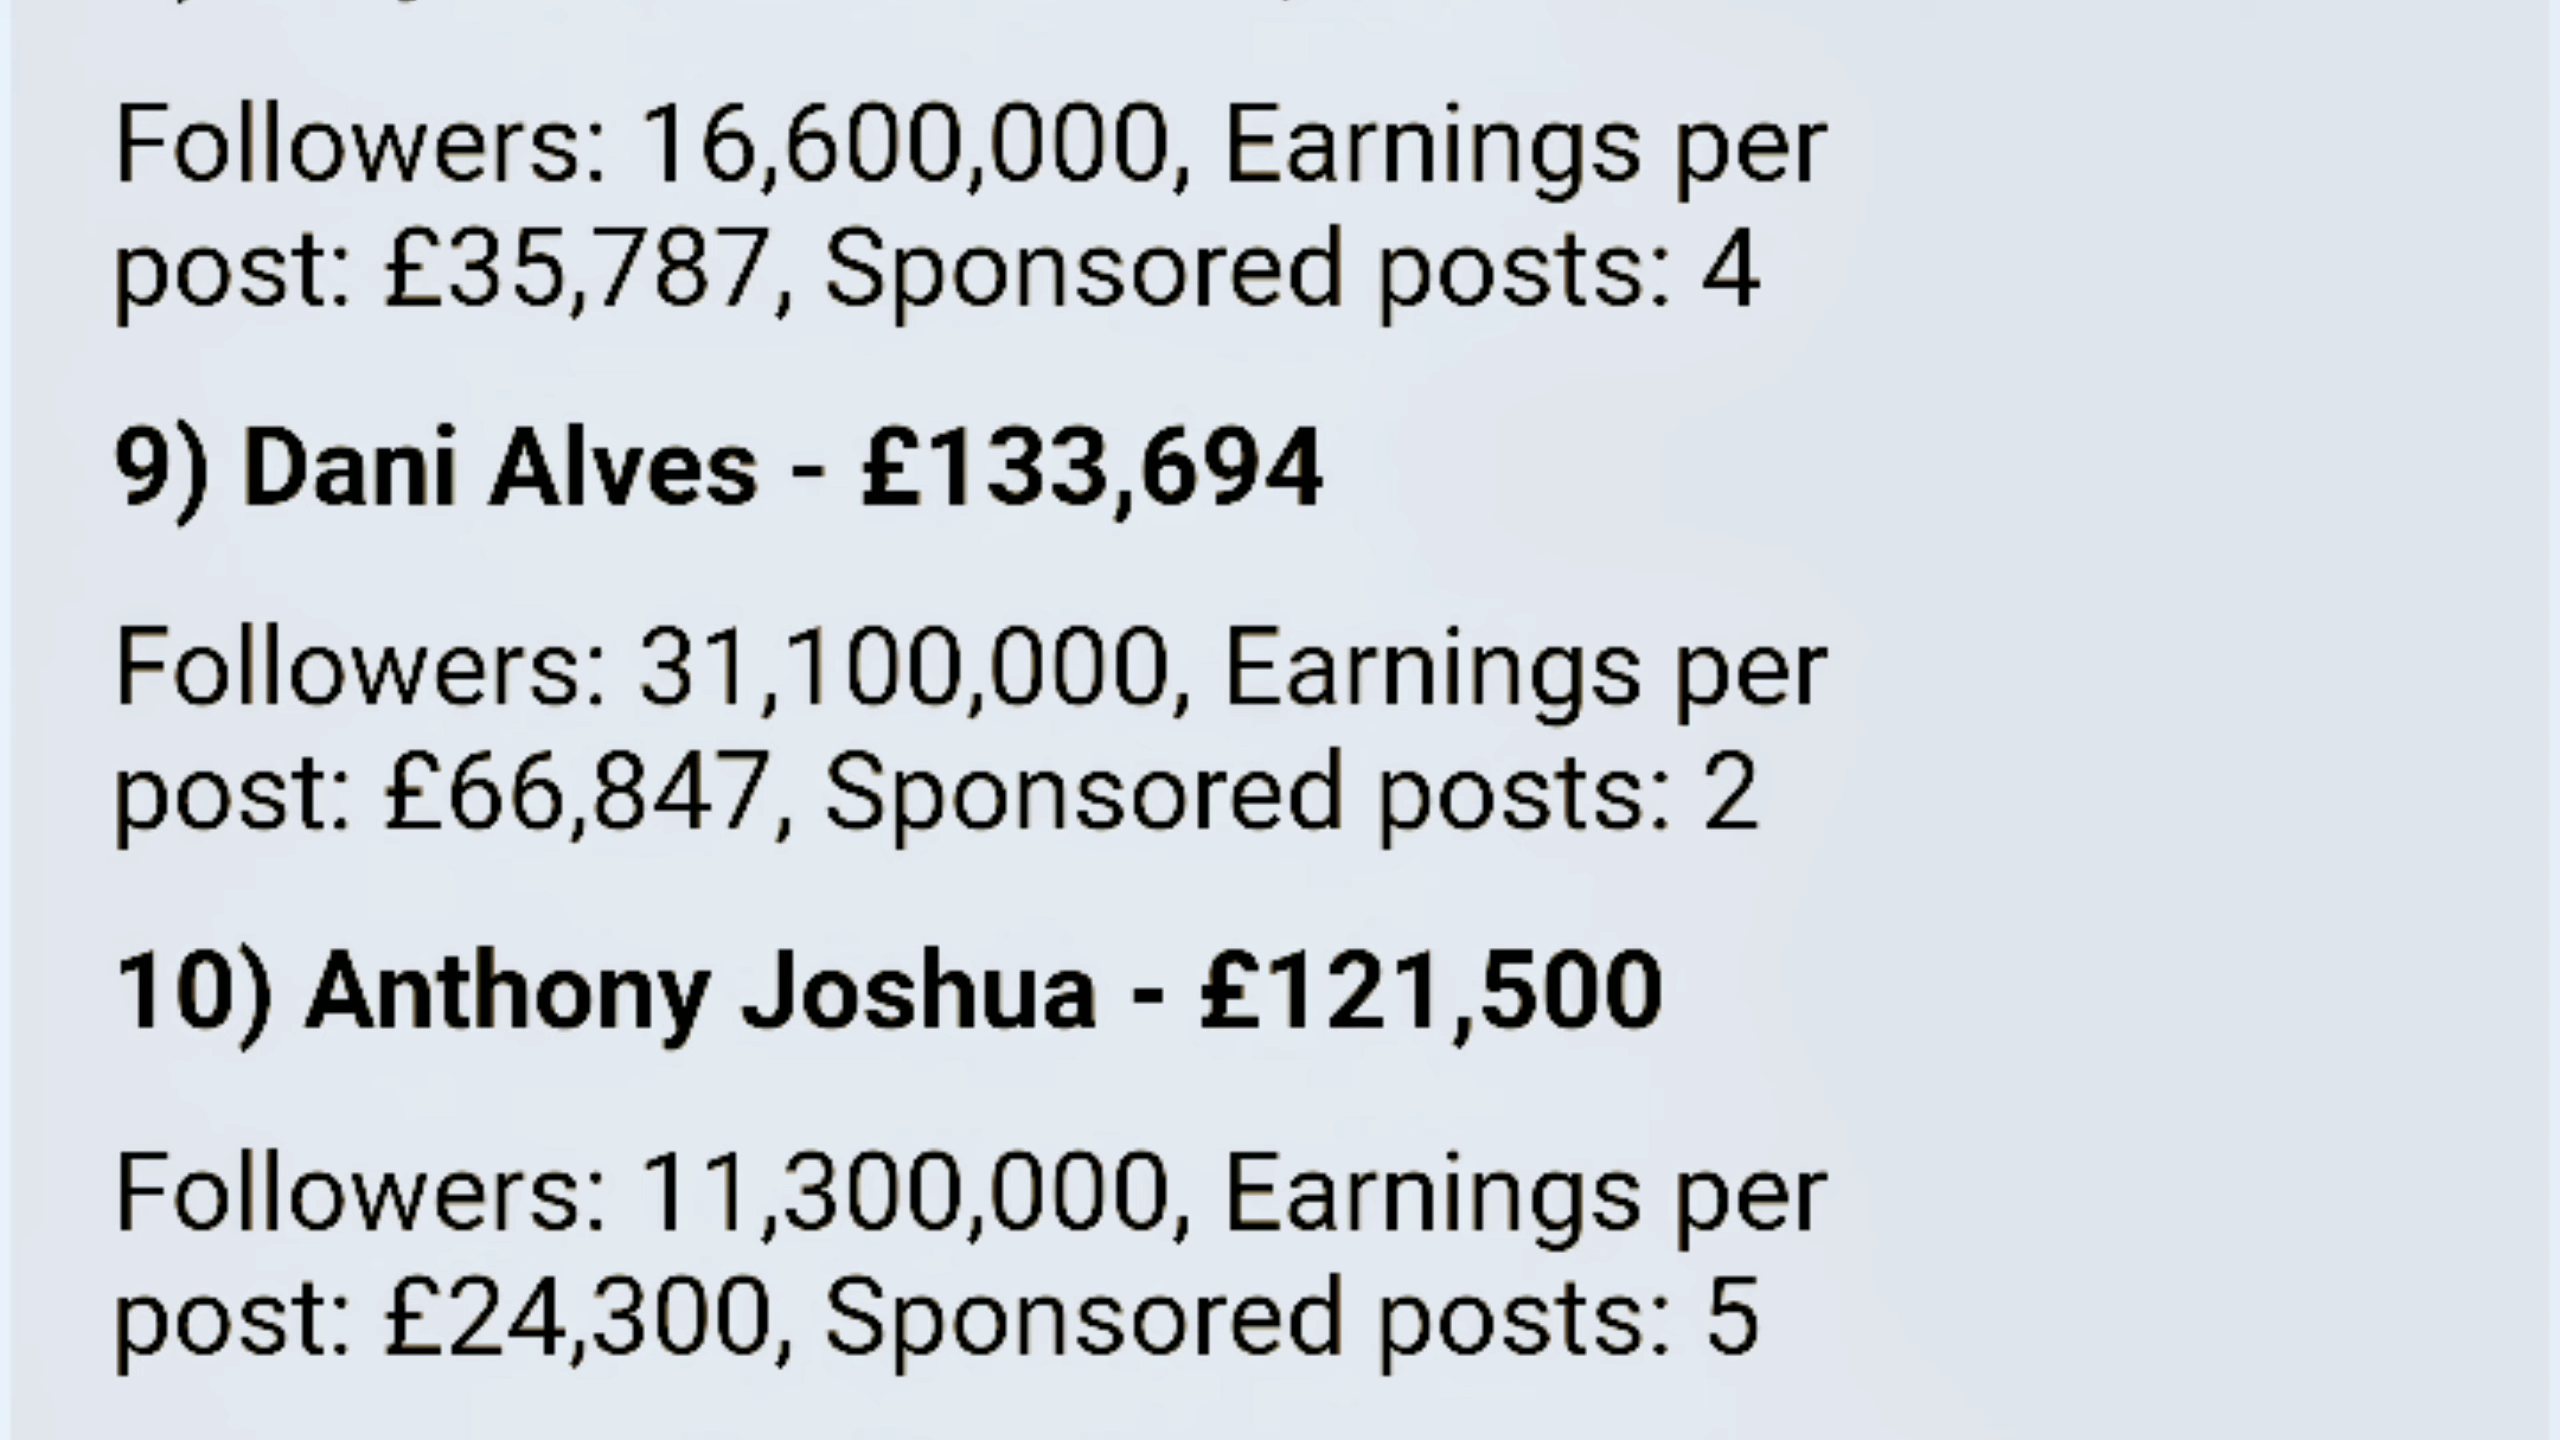 Followers: 16,600,000, Earnings per
post: £35,787, Sponsored posts: 4
9) Dani Alves - £133,694
Followers: 31,100,000, Earnings per
post: £66,847, Sponsored posts: 2
10) Anthony Joshua - £121,500
Followers: 11,300,000, Earnings per
post: £24,300, Sponsored posts: 5